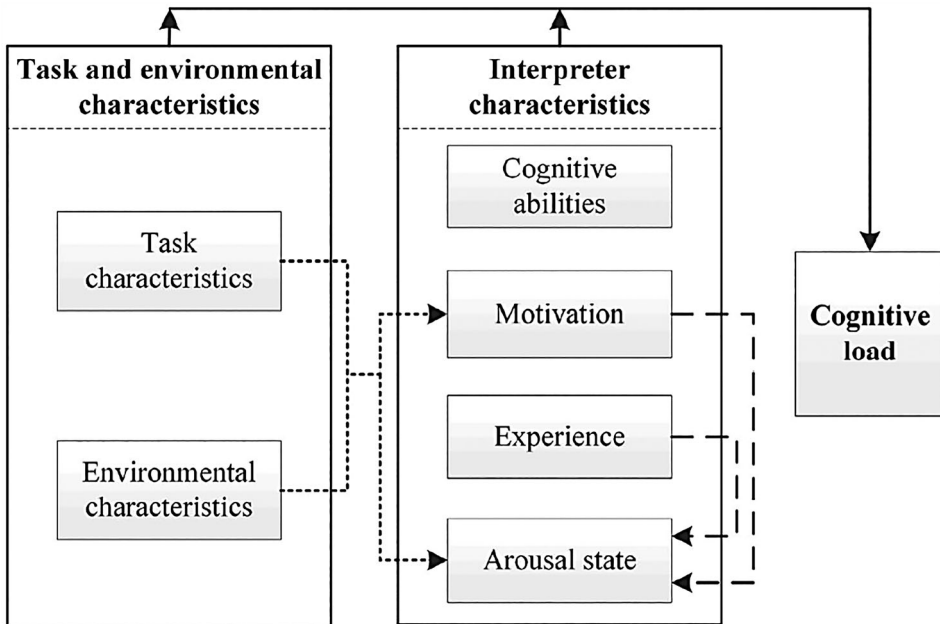 Task and environmental
characteristics
Task
characteristics
Environmental
characteristics
Interpreter
characteristics
Cognitive
abilities
Motivation
Experience
Arousal state
Cognitive
load